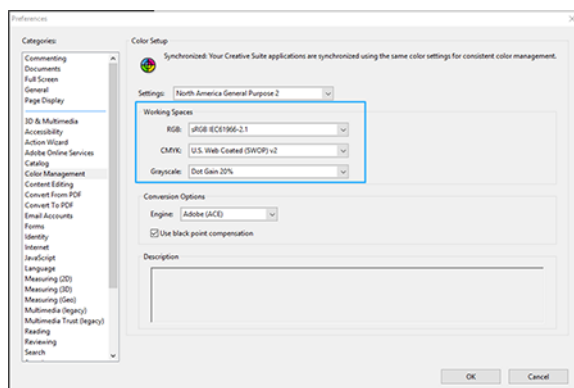 Preferences
Categories:
Commenting
Documents
Full Screen
General
Page Display
3D & Multimedia
Accessibility
Action Wizard
Adobe Online Services
Catalog
Color Management
Content Editing
Convert From PDF
Convert To PDF
Email Accounts
Forms
Identity
Internet
JavaScript
Language
Measuring (2D)
Measuring (3D)
Measuring (Geo)
Multimedia (legacy)
Multimedia Trust (legacy)
Reading
Reviewing
Search
Color Setup
Synchronized: Your Creative Suite applications are synchronized using the same color settings for consistent color management.
Settings: North America General Purpose 2
Working Spaces
RGB: sRGB IEC61966-2.1
CMYK: U.S. Web Coated (SWOP) v2
Grayscale: Dot Gain 20%
Conversion Options
Engine: Adobe (ACE)
Use black point compensation
Description
OK Cancel